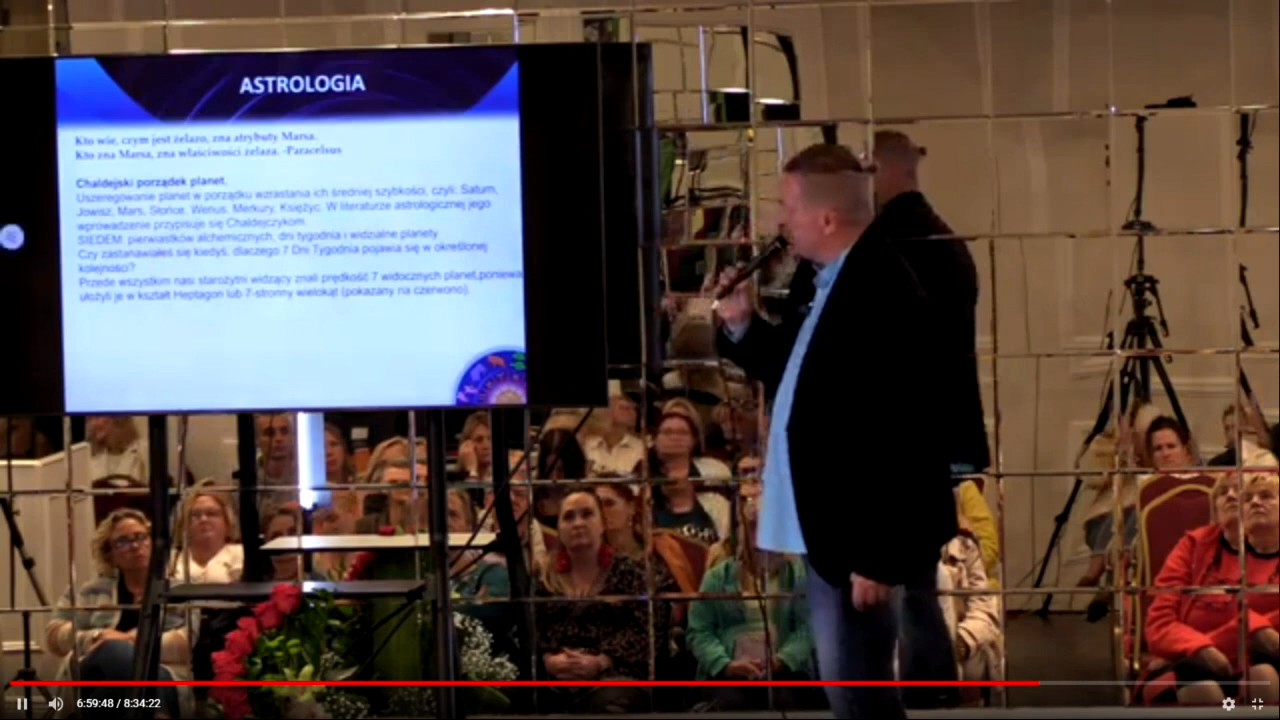 ASTROLOGIA
Kto wie, czym jest żelazo, zna atrybuty Marsa.
Kto zna Marsa, zna właściwości żelaza. -Paracelsus
Chaldejski porządek planet.
Uszeregowanie planet w porządku wzrastania ich średniej szybkości, czyli: Saturn,
Jowisz, Mars, Słońce, Wenus, Merkury, Księżyc. W literaturze astrologicznej jego
wprowadzenie przypisuje się Chaldejczykom.
SIEDEM: pierwiastków alchemicznych, dni tygodnia i widzialne planety
Czy zastanawiałeś się kiedyś, dlaczego 7 Dni Tygodnia pojawia się w określonej
kolejności?
Przede wszystkim nasi starożytni widzący znali prędkość 7 widocznych planet,poniewa
ułożyli je w kształt Heptagon lub 7-stronny wielokąt (pokazany na czerwono).
6:59:48 / 8:34:22